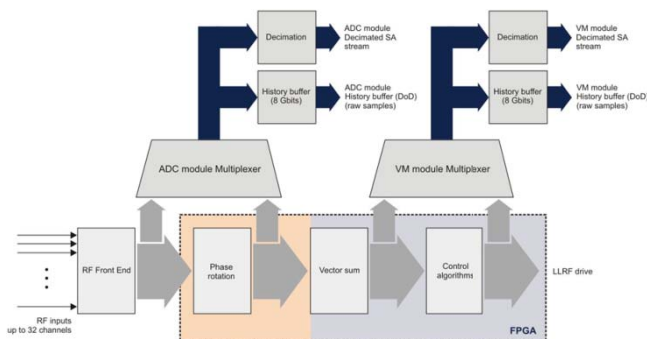 Decimation
ADC module
Decimated SA
stream
History buffer
(8 Gbits)
ADC module
History buffer (DoD)
(raw samples)
Decimation
VM module
Decimated SA
stream
History buffer
(8 Gbits)
VM module
History buffer (DoD)
(raw samples)
ADC module Multiplexer
VM module Multiplexer
RF Front End
Phase
rotation
Vector sum
Control
algorithms
LLRF drive
RF inputs
up to 32 channels
FPGA